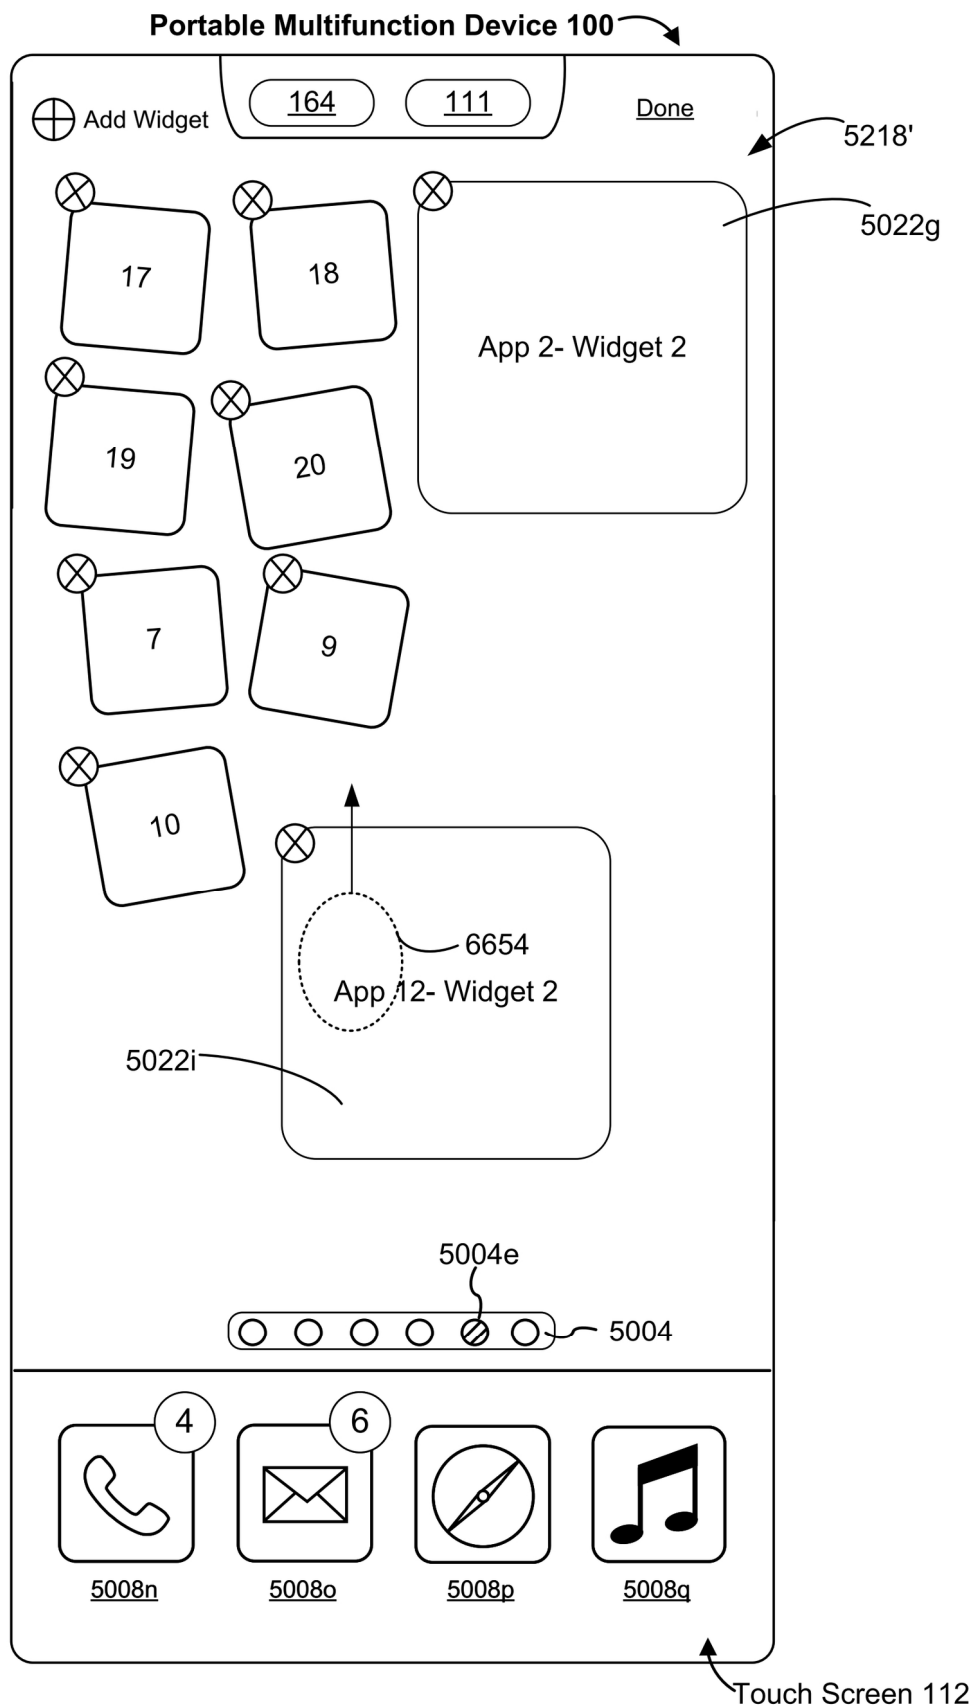 Portable Multifunction Device 100
Add Widget
164
111
Done
5218'
5022g
17
18
App 2- Widget 2
19
20
7
9
10
6654
App 12- Widget 2
5022i
5004e
5004
4
6
5008n
5008o
5008p
5008q
Touch Screen 112